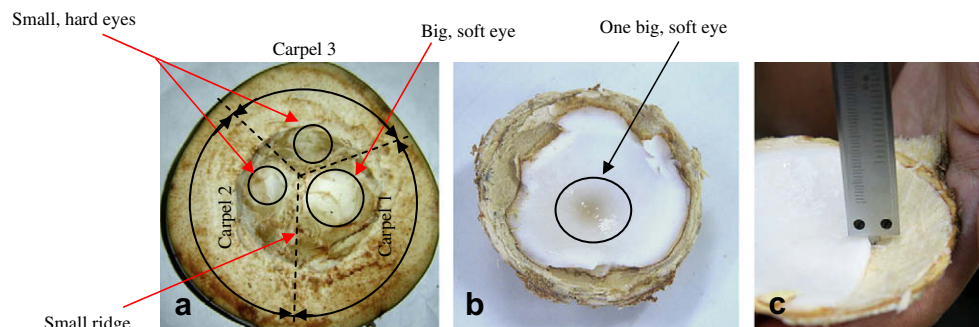 Small, hard eyes
Carpel 3
Big, soft eye
One big, soft eye
Carpel 2
Carpel 1
Small ridge
a
b
c